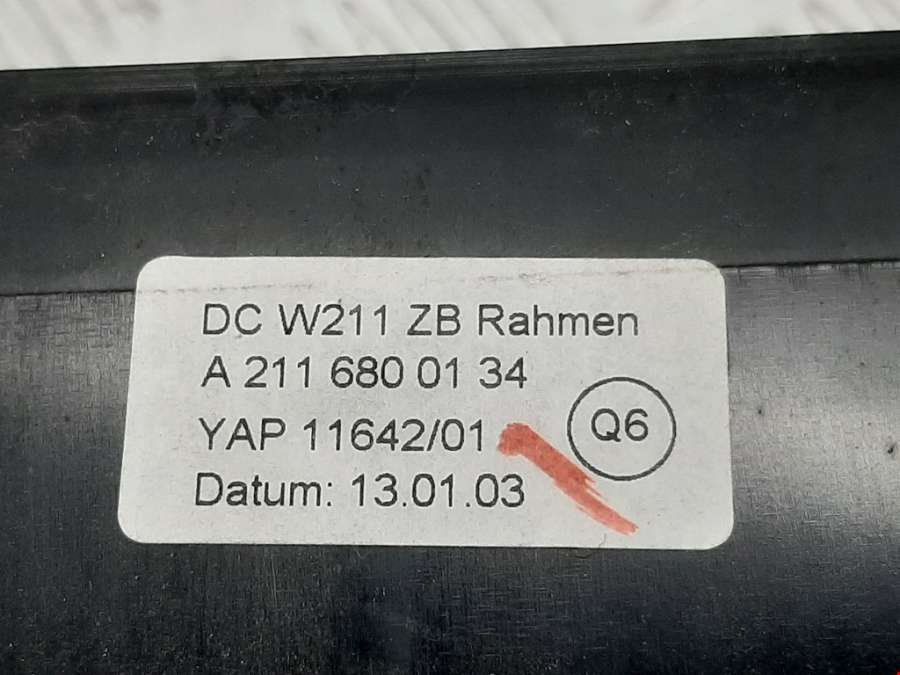 DC W211 ZB Rahmen
A 211 680 01 34
YAP 11642/01
Q6
Datum: 13.01.03